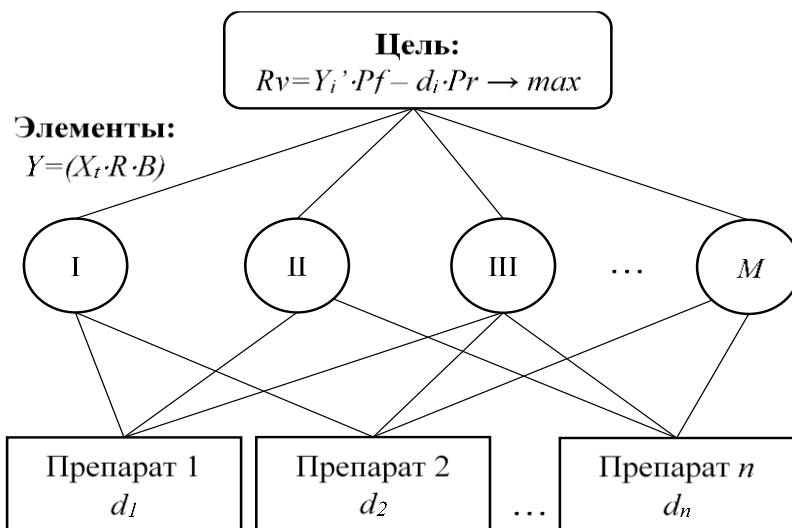 Цель:
Rv=Yi’·Pf – di·Pr → max
Элементы:
Y=(Xt·R·B)
I
II
III
…
M
Препарат 1
d1
Препарат 2
d2
…
Препарат n
dn